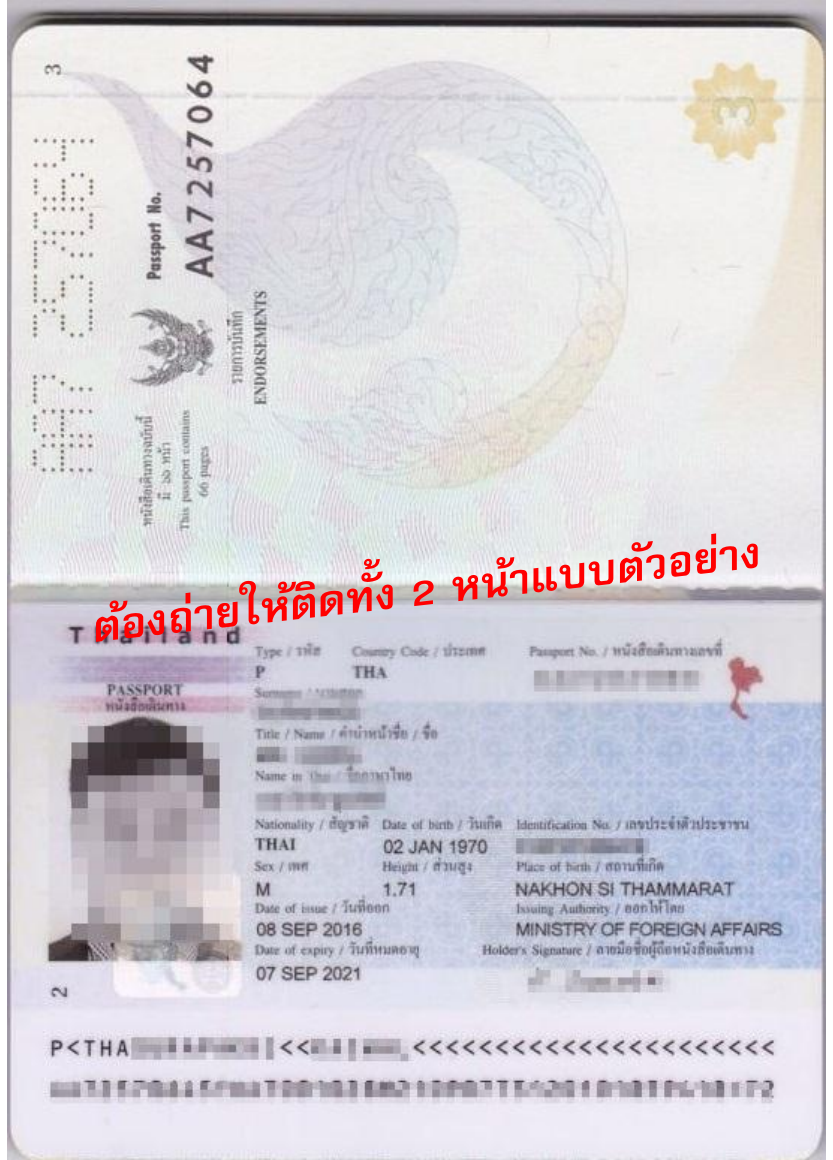 3
Passport No.
AA7257064
รายการบันทึก
ENDORSEMENTS
หนังสือเดินทางฉบับนี้
มี ๖๖ หน้า
This passport contains
66 pages
3
ต้องถ่ายให้ติดทั้ง 2 หน้าแบบตัวอย่าง
Thailand
PASSPORT
หนังสือเดินทาง
Type / รหัส Country Code / ประเทศ Passport No. / หนังสือเดินทางเลขที่
P THA
Title / Name / คำนำหน้าชื่อ / ชื่อ
Name in Thai / ชื่อภาษาไทย
Nationality / สัญชาติ Date of birth / วันเกิด Identification No. / เลขประจำตัวประชาชน
THAI 02 JAN 1970
Sex / เพศ Height / ส่วนสูง Place of birth / สถานที่เกิด
M 1.71 NAKHON SI THAMMARAT
Date of issue / วันที่ออก Issuing Authority / ออกให้โดย
08 SEP 2016 MINISTRY OF FOREIGN AFFAIRS
Date of expiry / วันที่หมดอายุ Holder's Signature / ลายมือชื่อผู้ถือหนังสือเดินทาง
07 SEP 2021
2
P<THA <<<<<<<<<<<<<<<<<<<<<<<